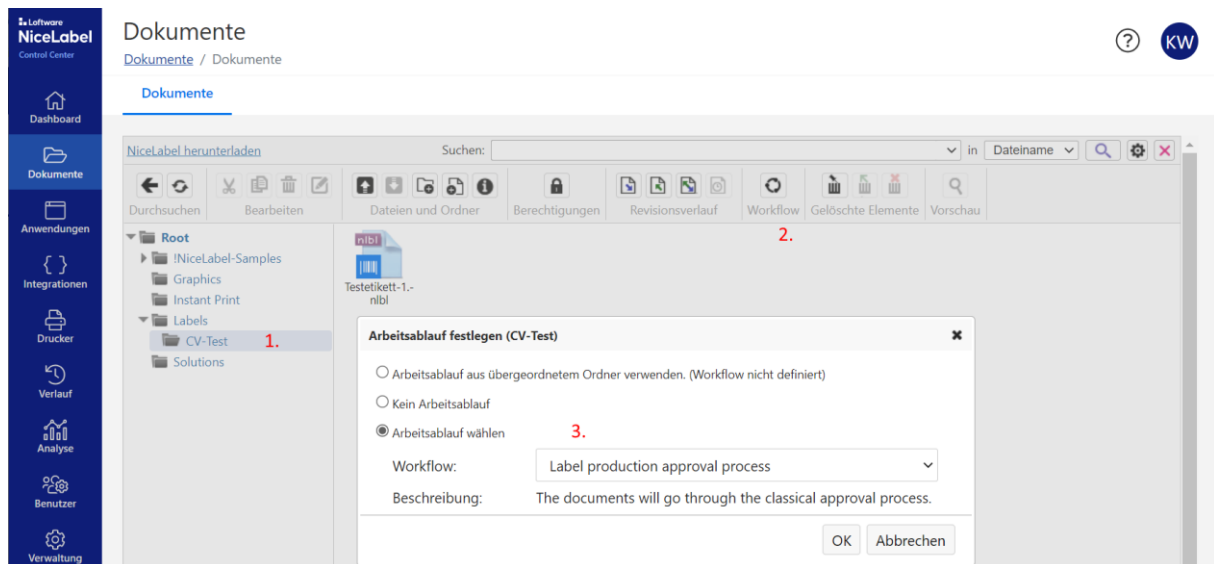 Loftware
NiceLabel
Control Center
Dashboard
Dokumente
Anwendungen
Integrationen
Drucker
Verlauf
Analyse
Benutzer
Verwaltung
Dokumente
Dokumente / Dokumente
KW
Dokumente
NiceLabel herunterladen
Suchen:
in
Dateiname
Durchsuchen
Bearbeiten
Dateien und Ordner
Berechtigungen
Revisionsverlauf
Workflow
Gelöschte Elemente
Vorschau
2.
Root
!NiceLabel-Samples
Graphics
Instant Print
Labels
CV-Test
1.
Solutions
nlbl
Testetikett-1.-
nlbl
Arbeitsablauf festlegen (CV-Test)
Arbeitsablauf aus übergeordnetem Ordner verwenden. (Workflow nicht definiert)
Kein Arbeitsablauf
Arbeitsablauf wählen
3.
Workflow:
Label production approval process
Beschreibung:
The documents will go through the classical approval process.
OK
Abbrechen